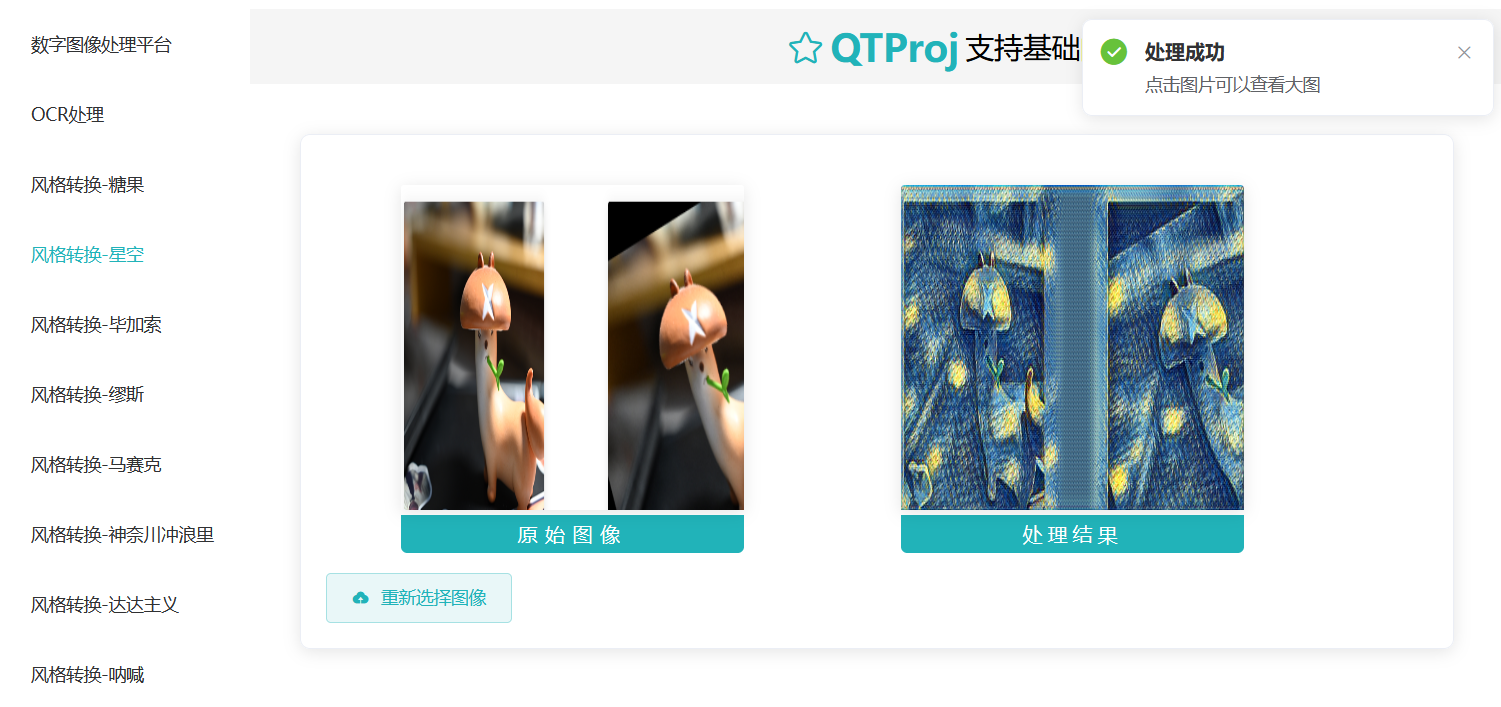 数字图像处理平台
OCR处理
风格转换-糖果
风格转换-星空
风格转换-毕加索
风格转换-缪斯
风格转换-马赛克
风格转换-神奈川冲浪里
风格转换-达达主义
风格转换-呐喊
QTProj 支持基础
处理成功
点击图片可以查看大图
原始图像
处理结果
重新选择图像